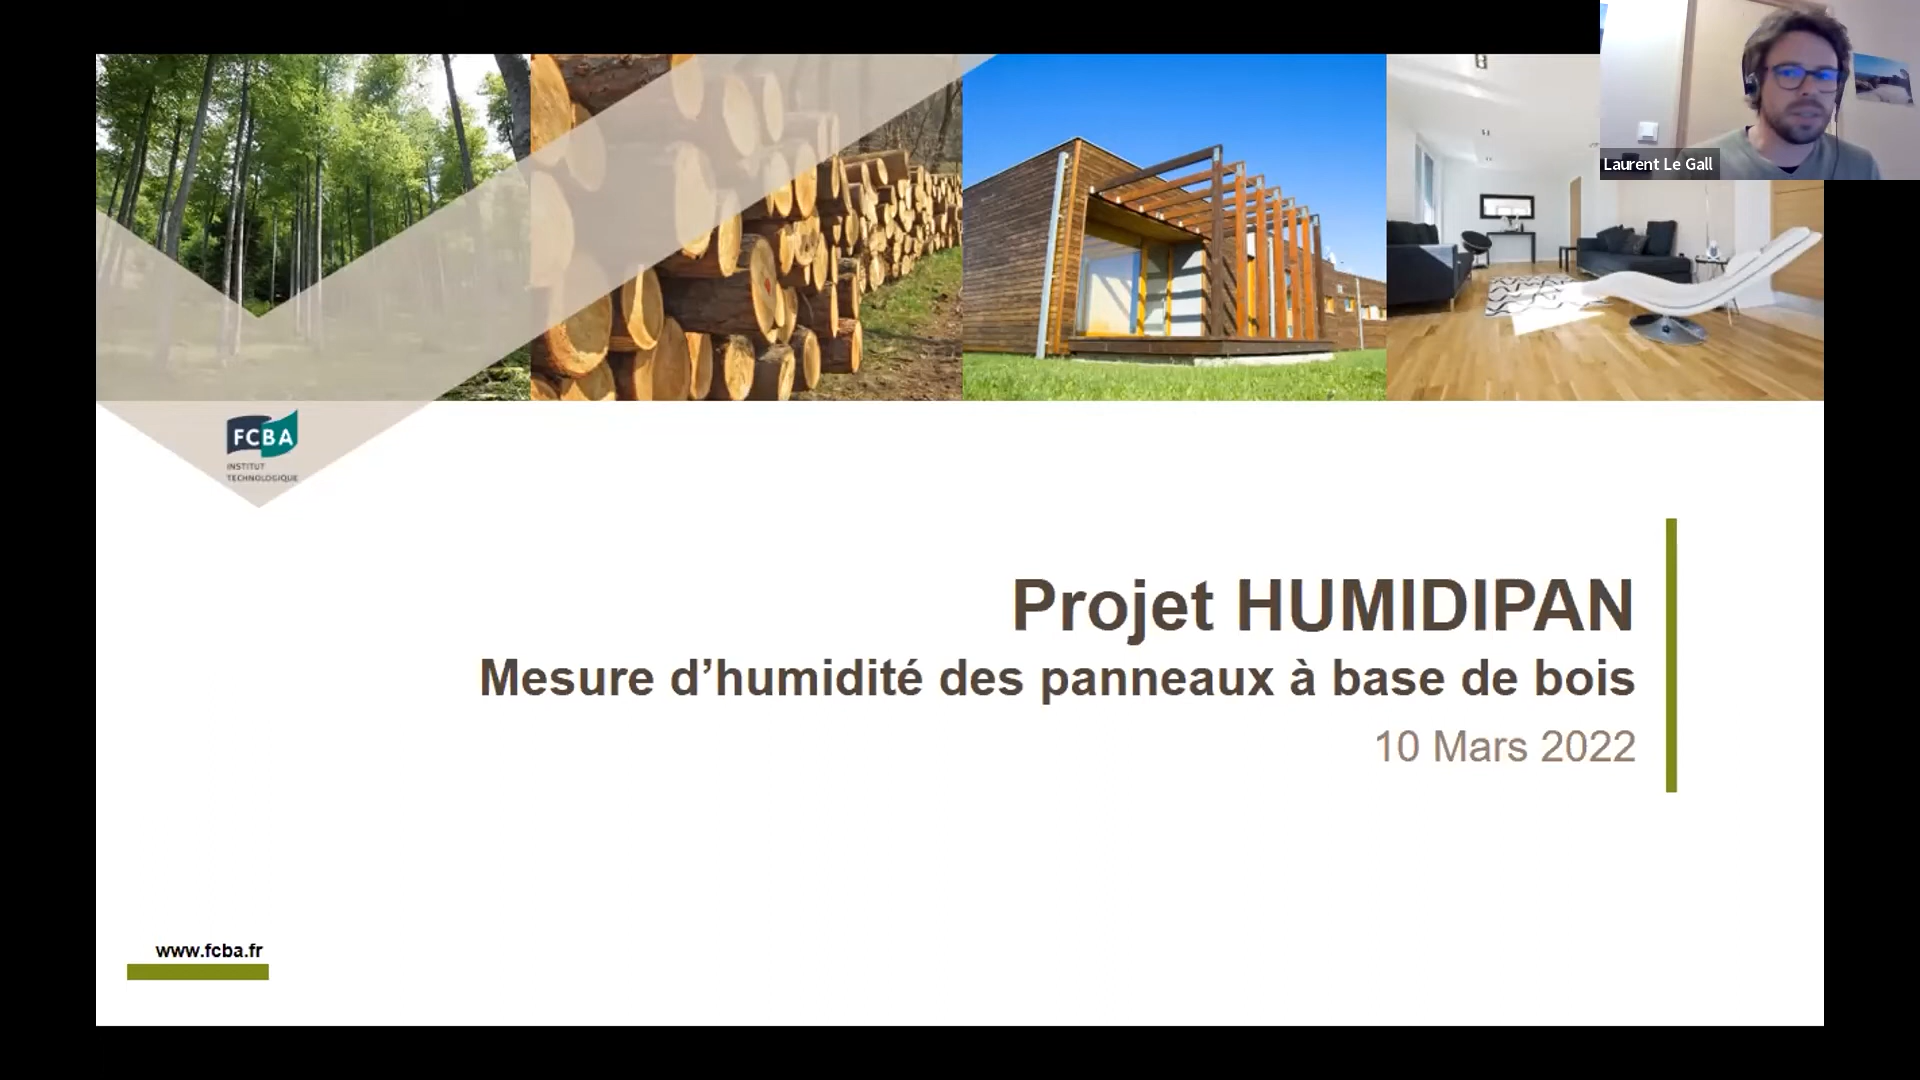 Laurent Le Gall
FCBA
INSTITUT
TECHNOLOGIQUE
Projet HUMIDIPAN
Mesure d’humidité des panneaux à base de bois
10 Mars 2022
www.fcba.fr